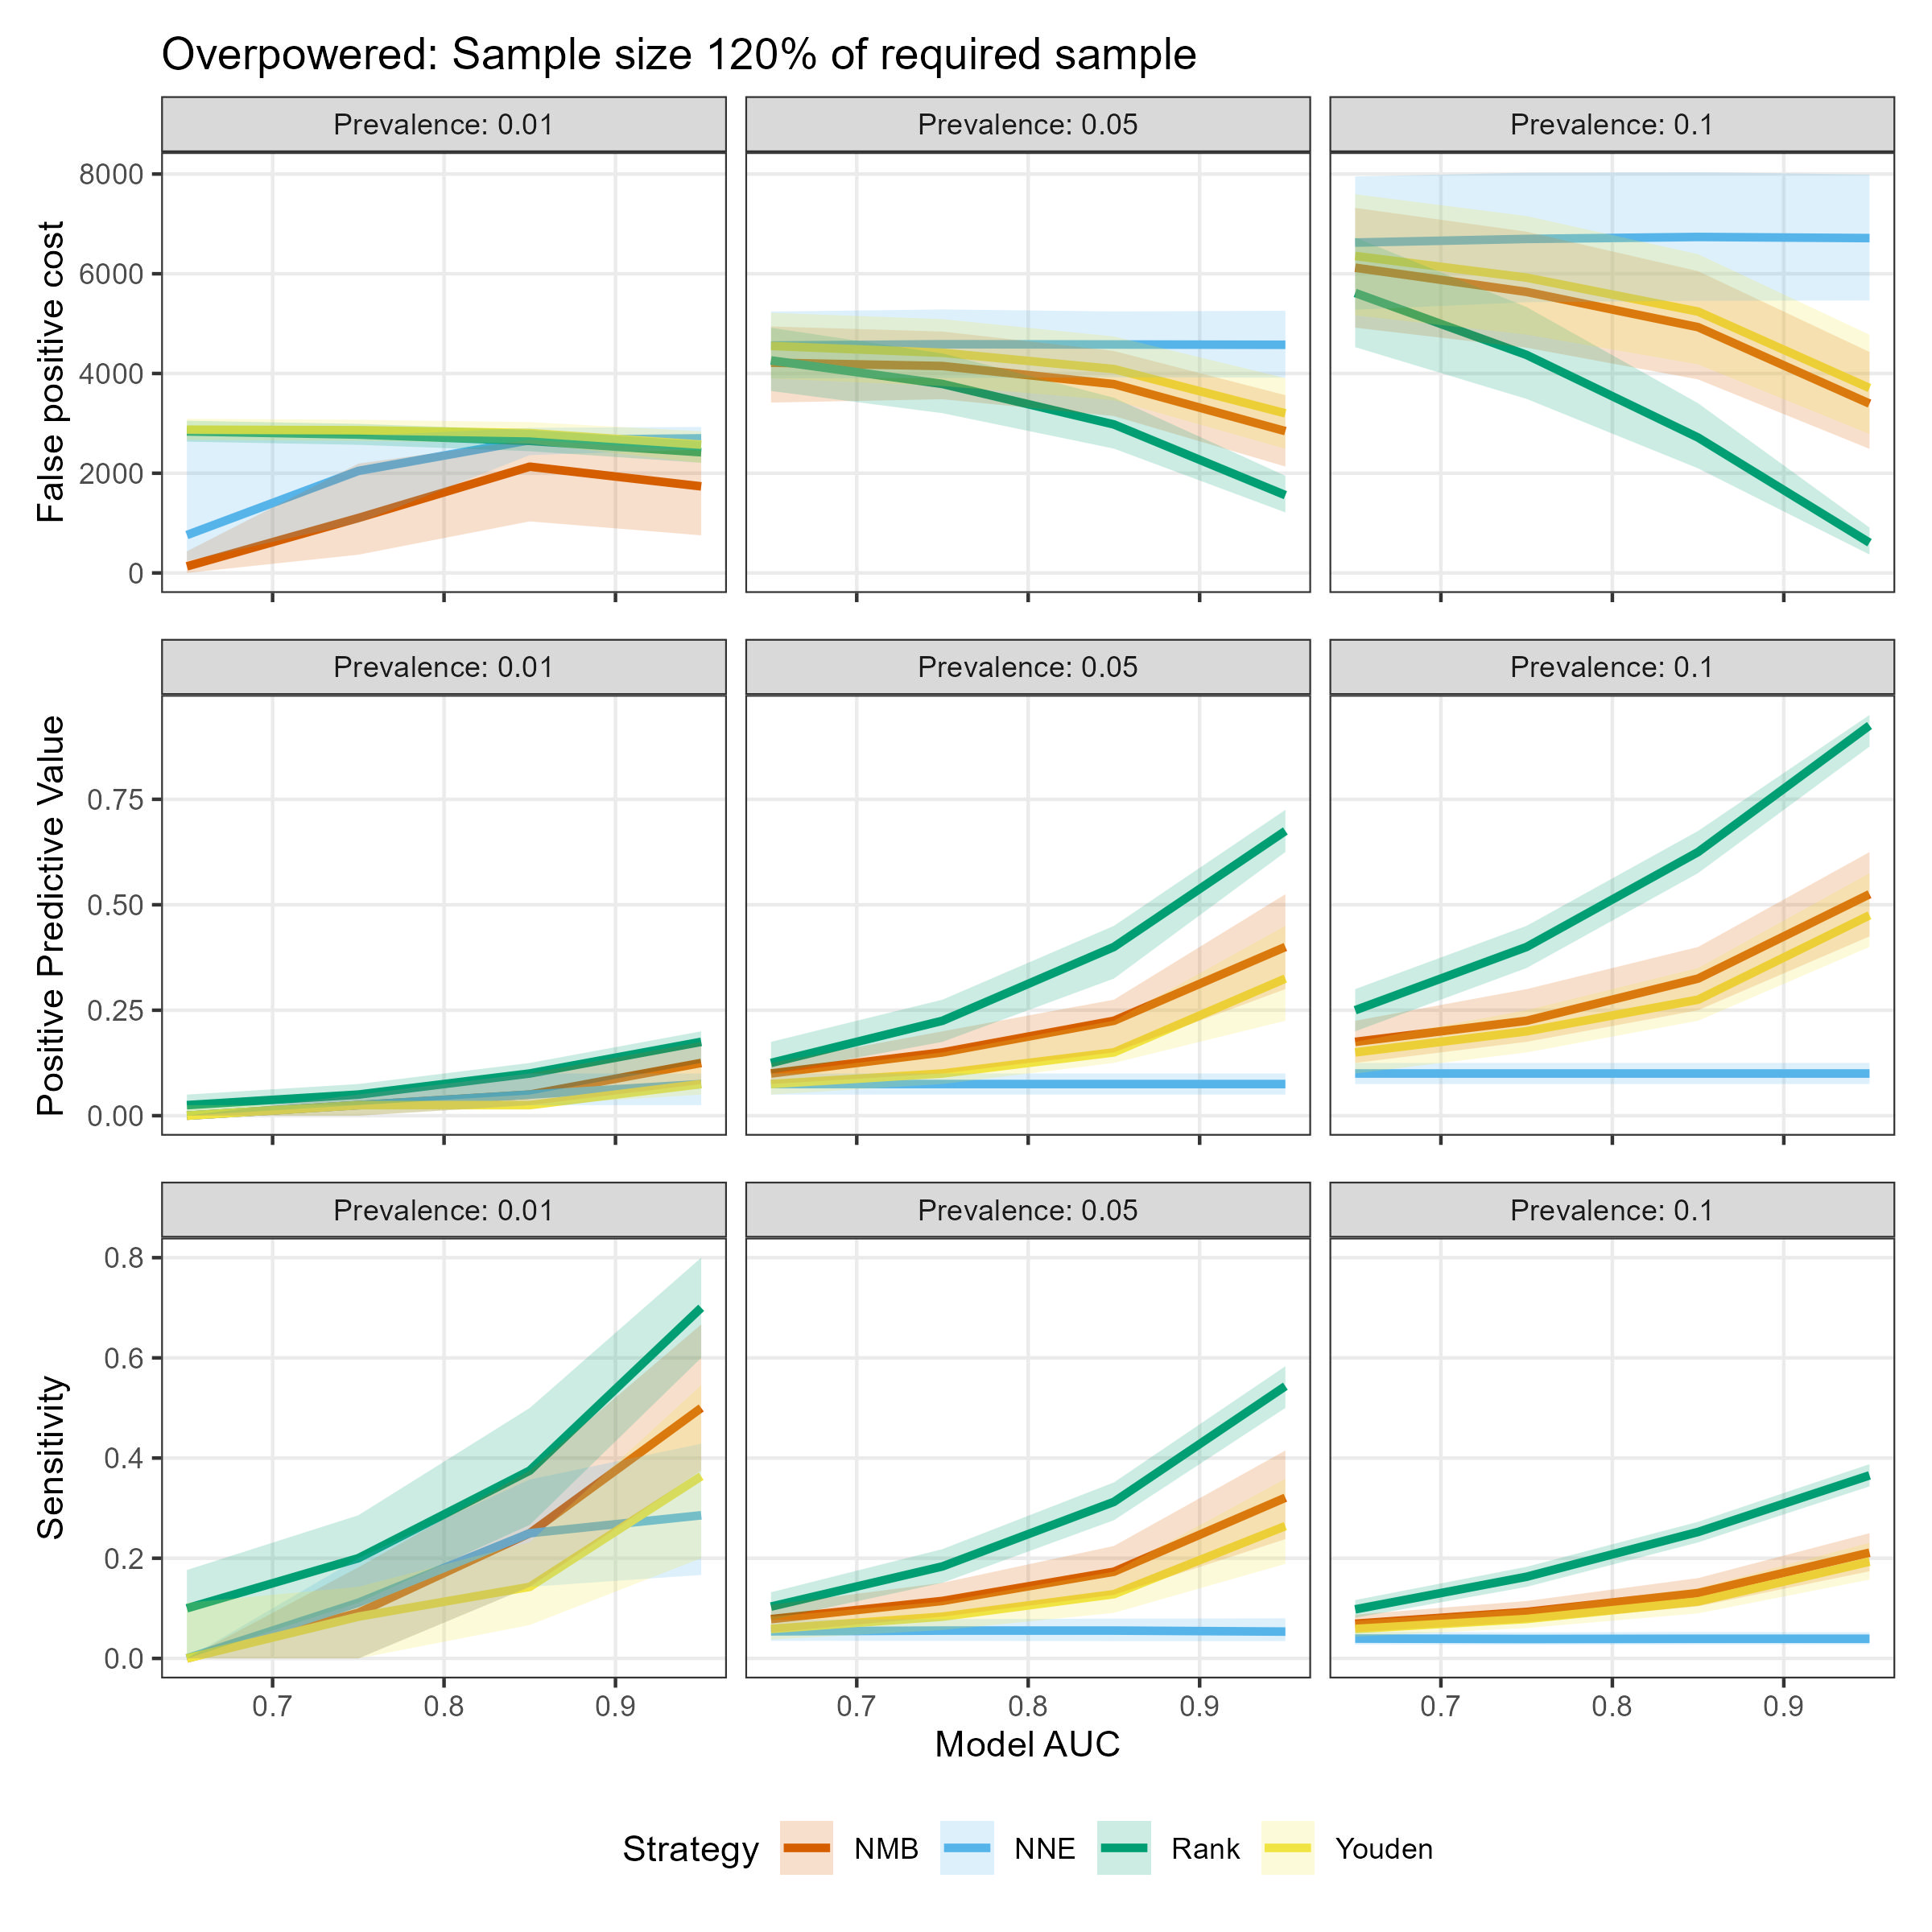 Overpowered: Sample size 120% of required sample
Prevalence: 0.01 Prevalence: 0.05 Prevalence: 0.1
False positive cost
8000
6000
4000
2000
0
Prevalence: 0.01 Prevalence: 0.05 Prevalence: 0.1
Positive Predictive Value
0.75
0.50
0.25
0.00
Prevalence: 0.01 Prevalence: 0.05 Prevalence: 0.1
Sensitivity
0.8
0.6
0.4
0.2
0.0
0.7 0.8 0.9 0.7 0.8 0.9 0.7 0.8 0.9
Model AUC
Strategy NMB NNE Rank Youden